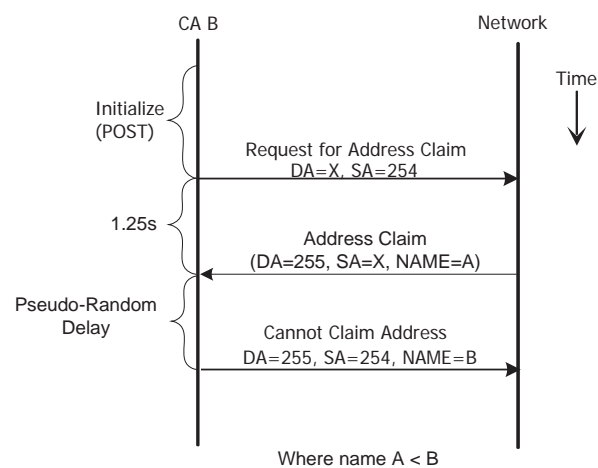 CA B
Network
Time
Initialize
(POST)
Request for Address Claim
DA=X, SA=254
1.25s
Address Claim
(DA=255, SA=X, NAME=A)
Pseudo-Random
Delay
Cannot Claim Address
DA=255, SA=254, NAME=B
Where name A < B